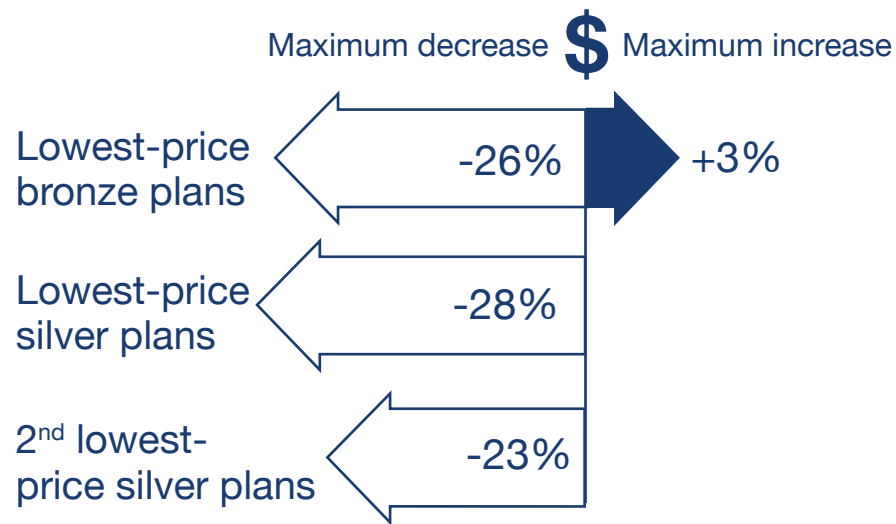 Maximum decrease $ Maximum increase
Lowest-price
bronze plans
-26%
+3%
Lowest-price
silver plans
-28%
2nd lowest-
price silver plans
-23%